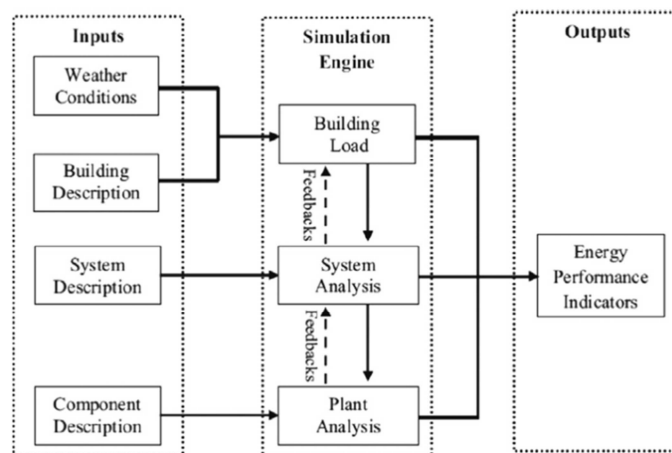 Inputs
Weather
Conditions
Building
Description
System
Description
Component
Description
Simulation
Engine
Building
Load
Feedbacks
System
Analysis
Feedbacks
Plant
Analysis
Outputs
Energy
Performance
Indicators